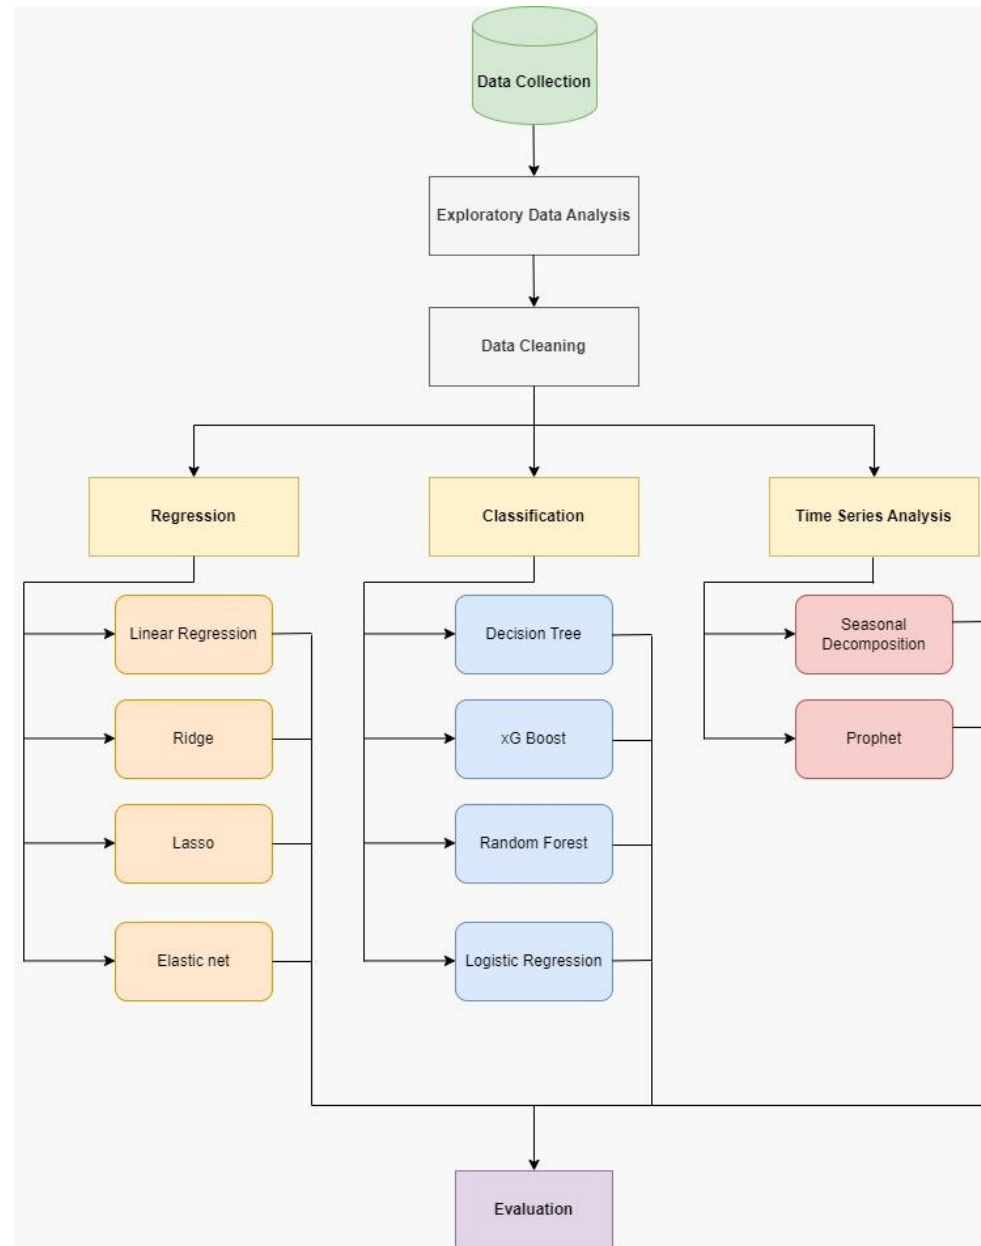 Data Collection
Exploratory Data Analysis
Data Cleaning
Regression
Classification
Time Series Analysis
Linear Regression
Ridge
Lasso
Elastic net
Decision Tree
xG Boost
Random Forest
Logistic Regression
Seasonal
Decomposition
Prophet
Evaluation